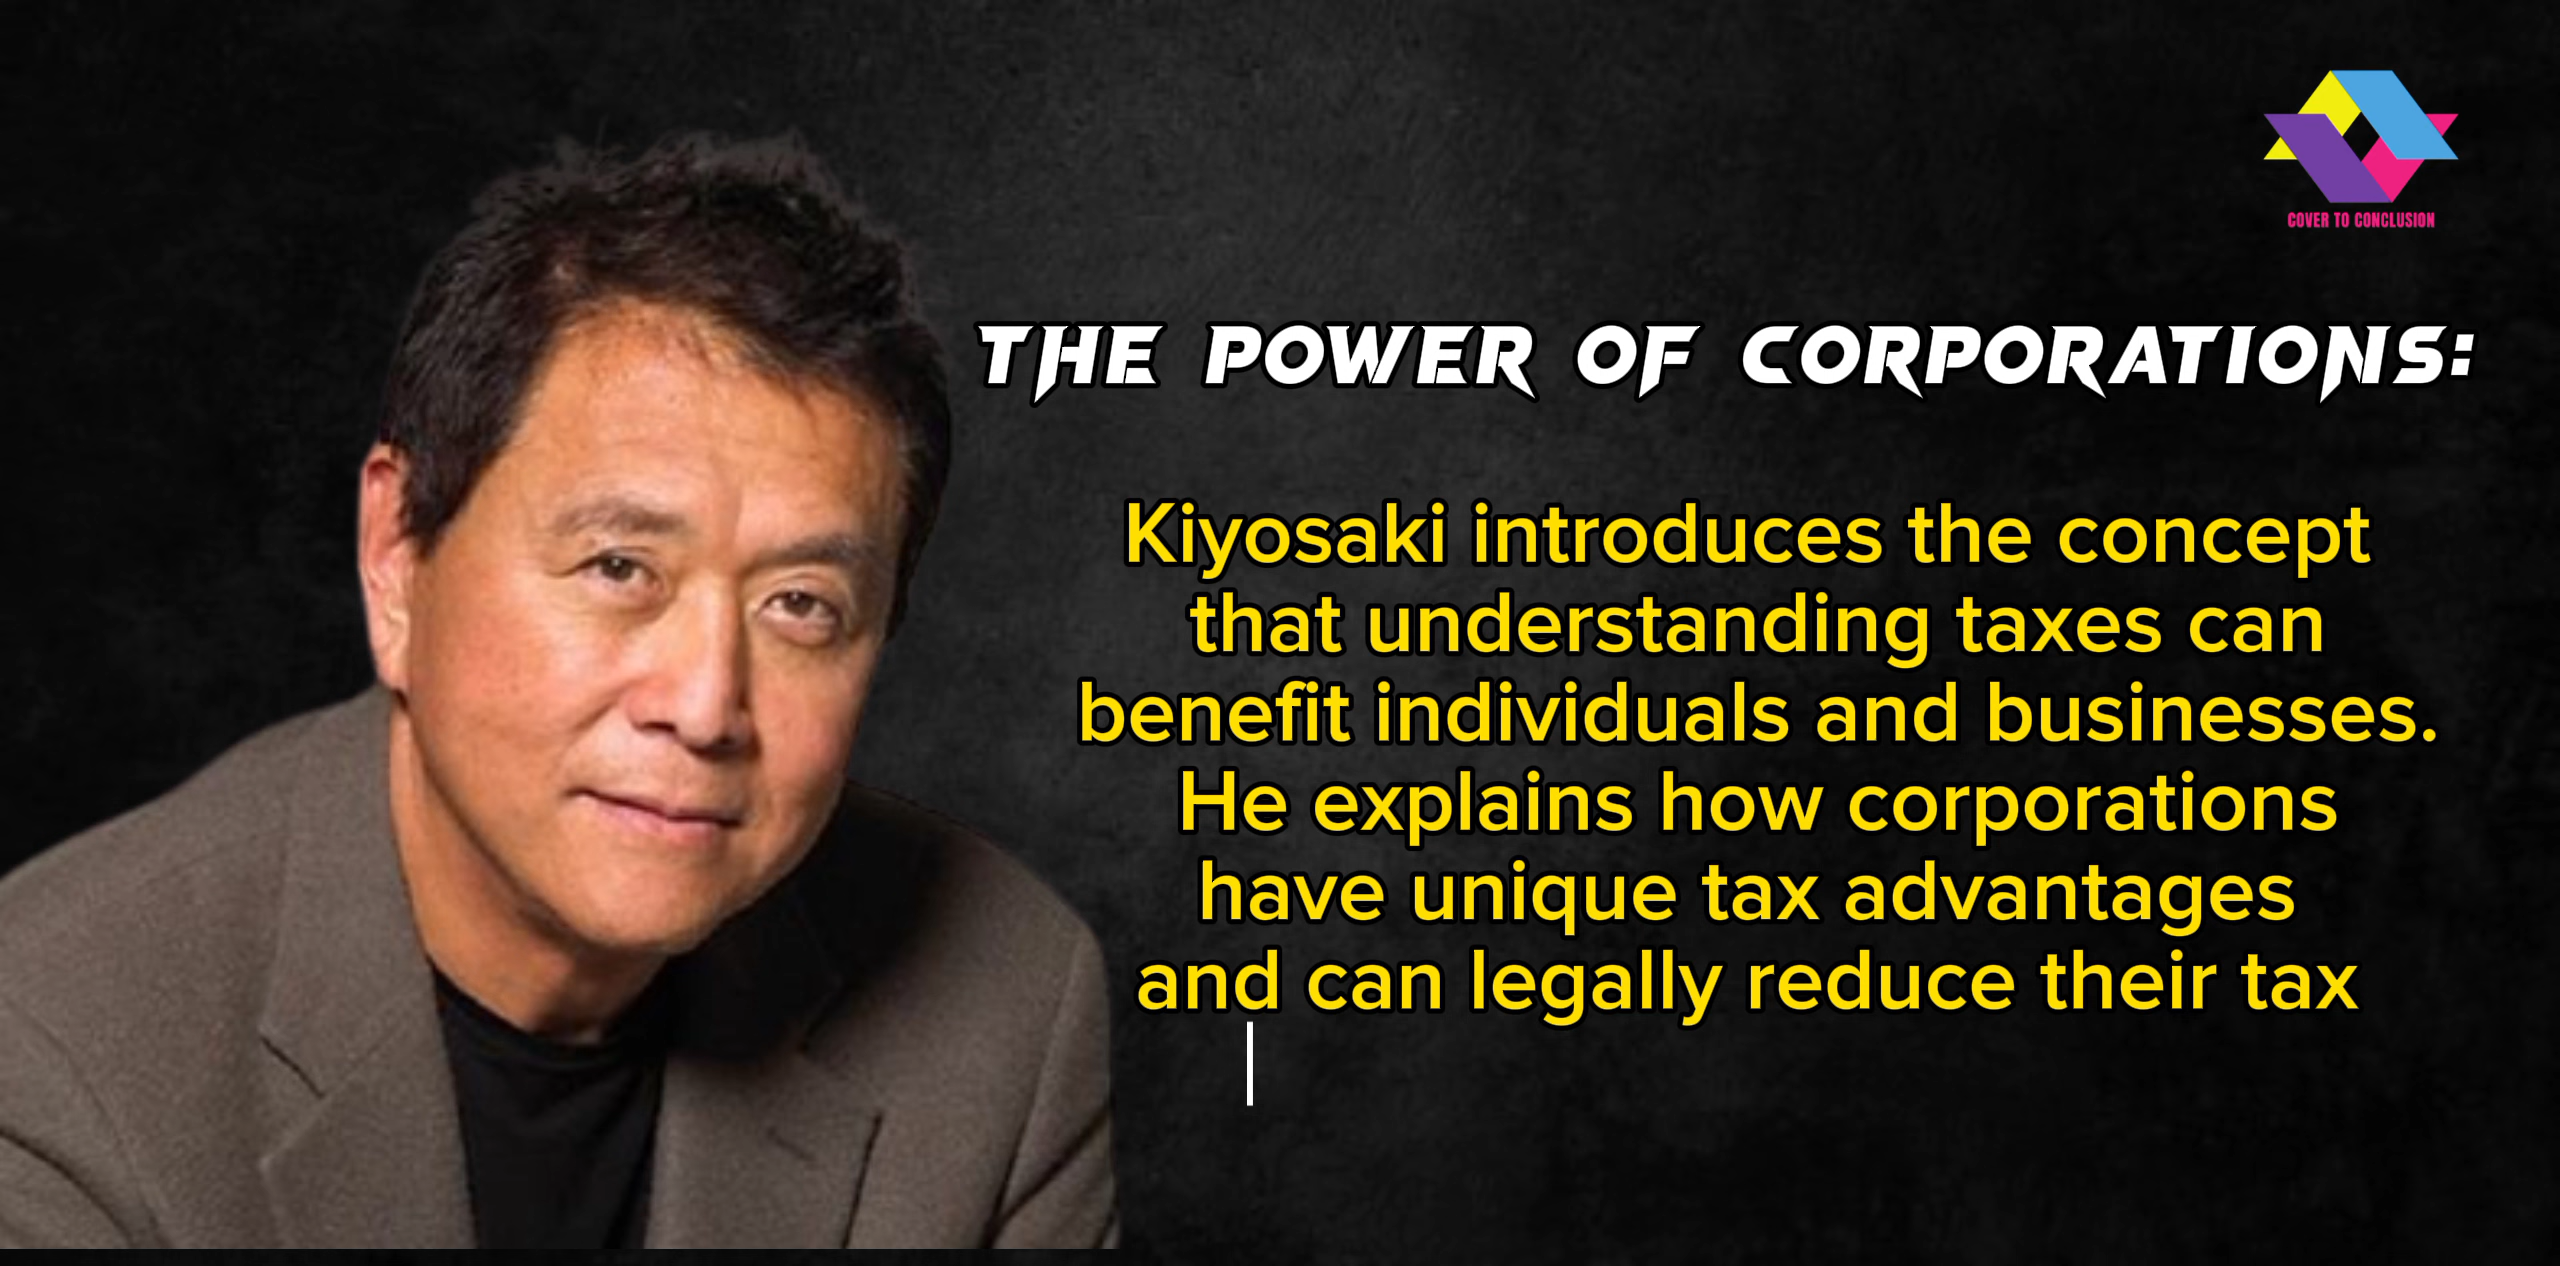 COVER TO CONCLUSION
THE POWER OF CORPORATIONS:
Kiyosaki introduces the concept
that understanding taxes can
benefit individuals and businesses.
He explains how corporations
have unique tax advantages
and can legally reduce their tax